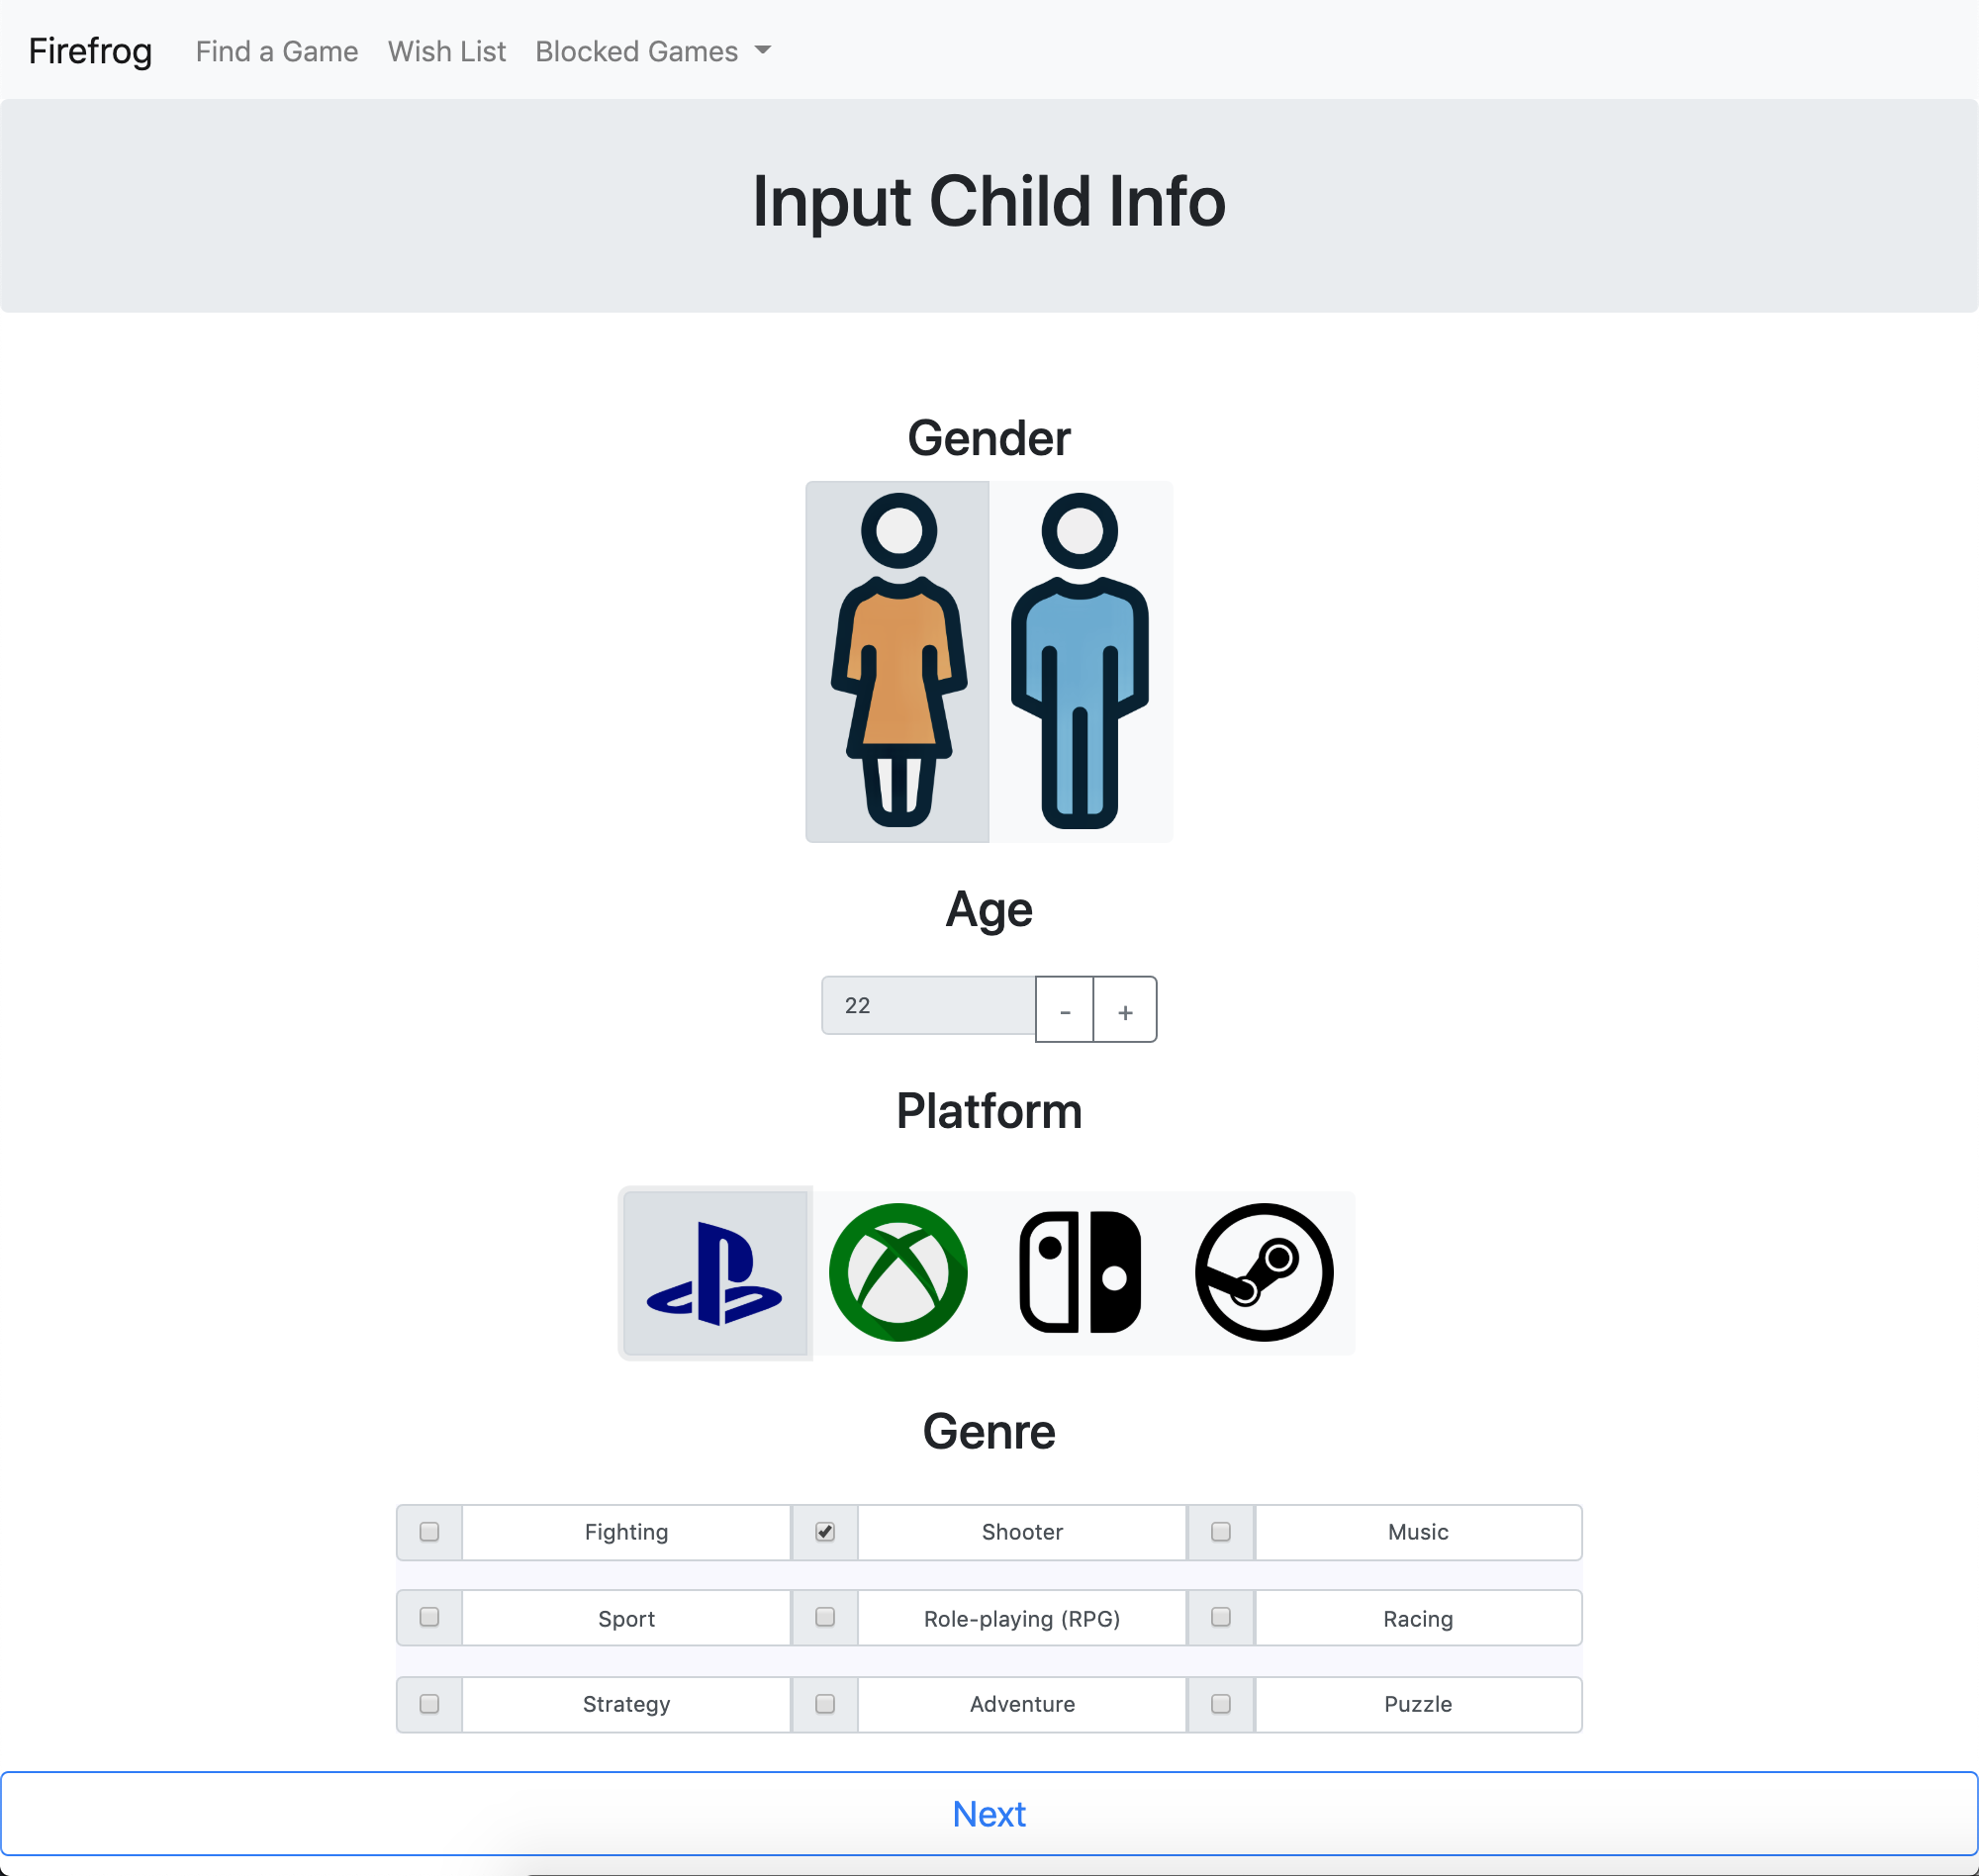 Firefrog Find a Game Wish List Blocked Games
Input Child Info
Gender
Age
22 - +
Platform
Genre
Fighting Shooter Music
Sport Role-playing (RPG) Racing
Strategy Adventure Puzzle
Next